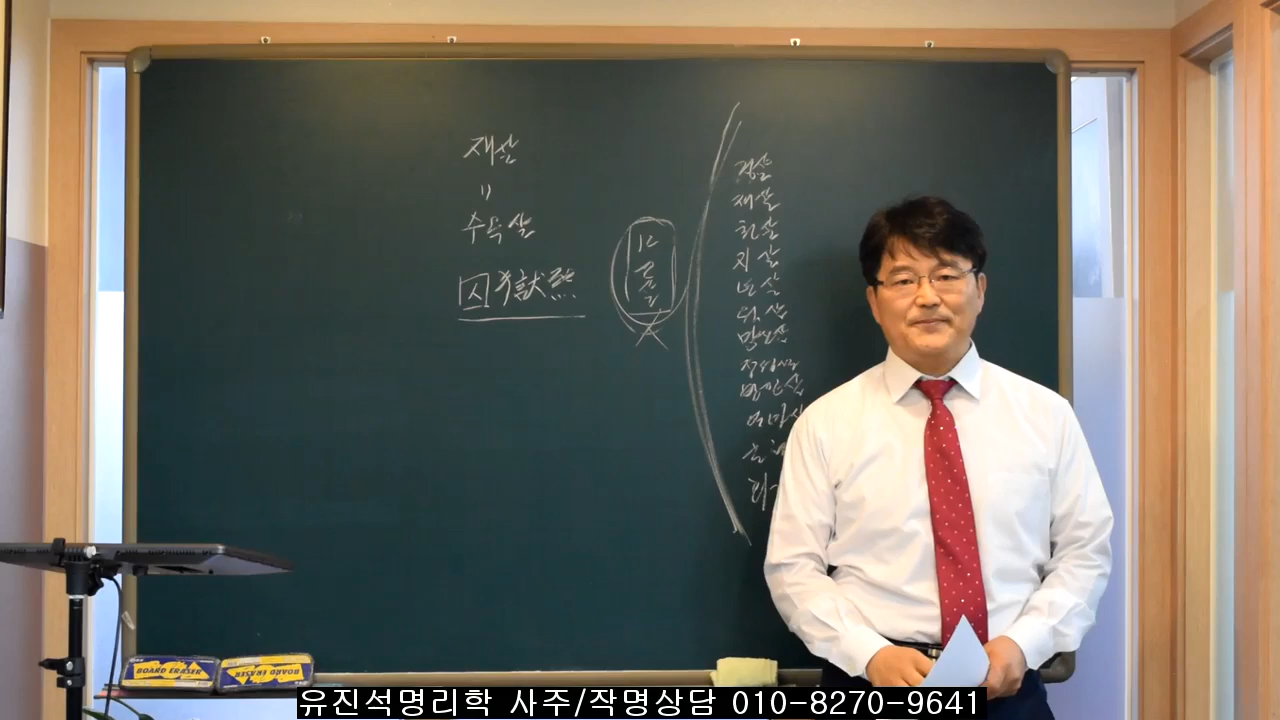 재살
=
수옥살
囚獄殺
12
겁살
재살
천살
지살
년살
월살
망신살
장성살
반안살
역마살
BOARD ERASER
BOARD ERASER
유진석명리학 사주/작명상담 010-8270-9641